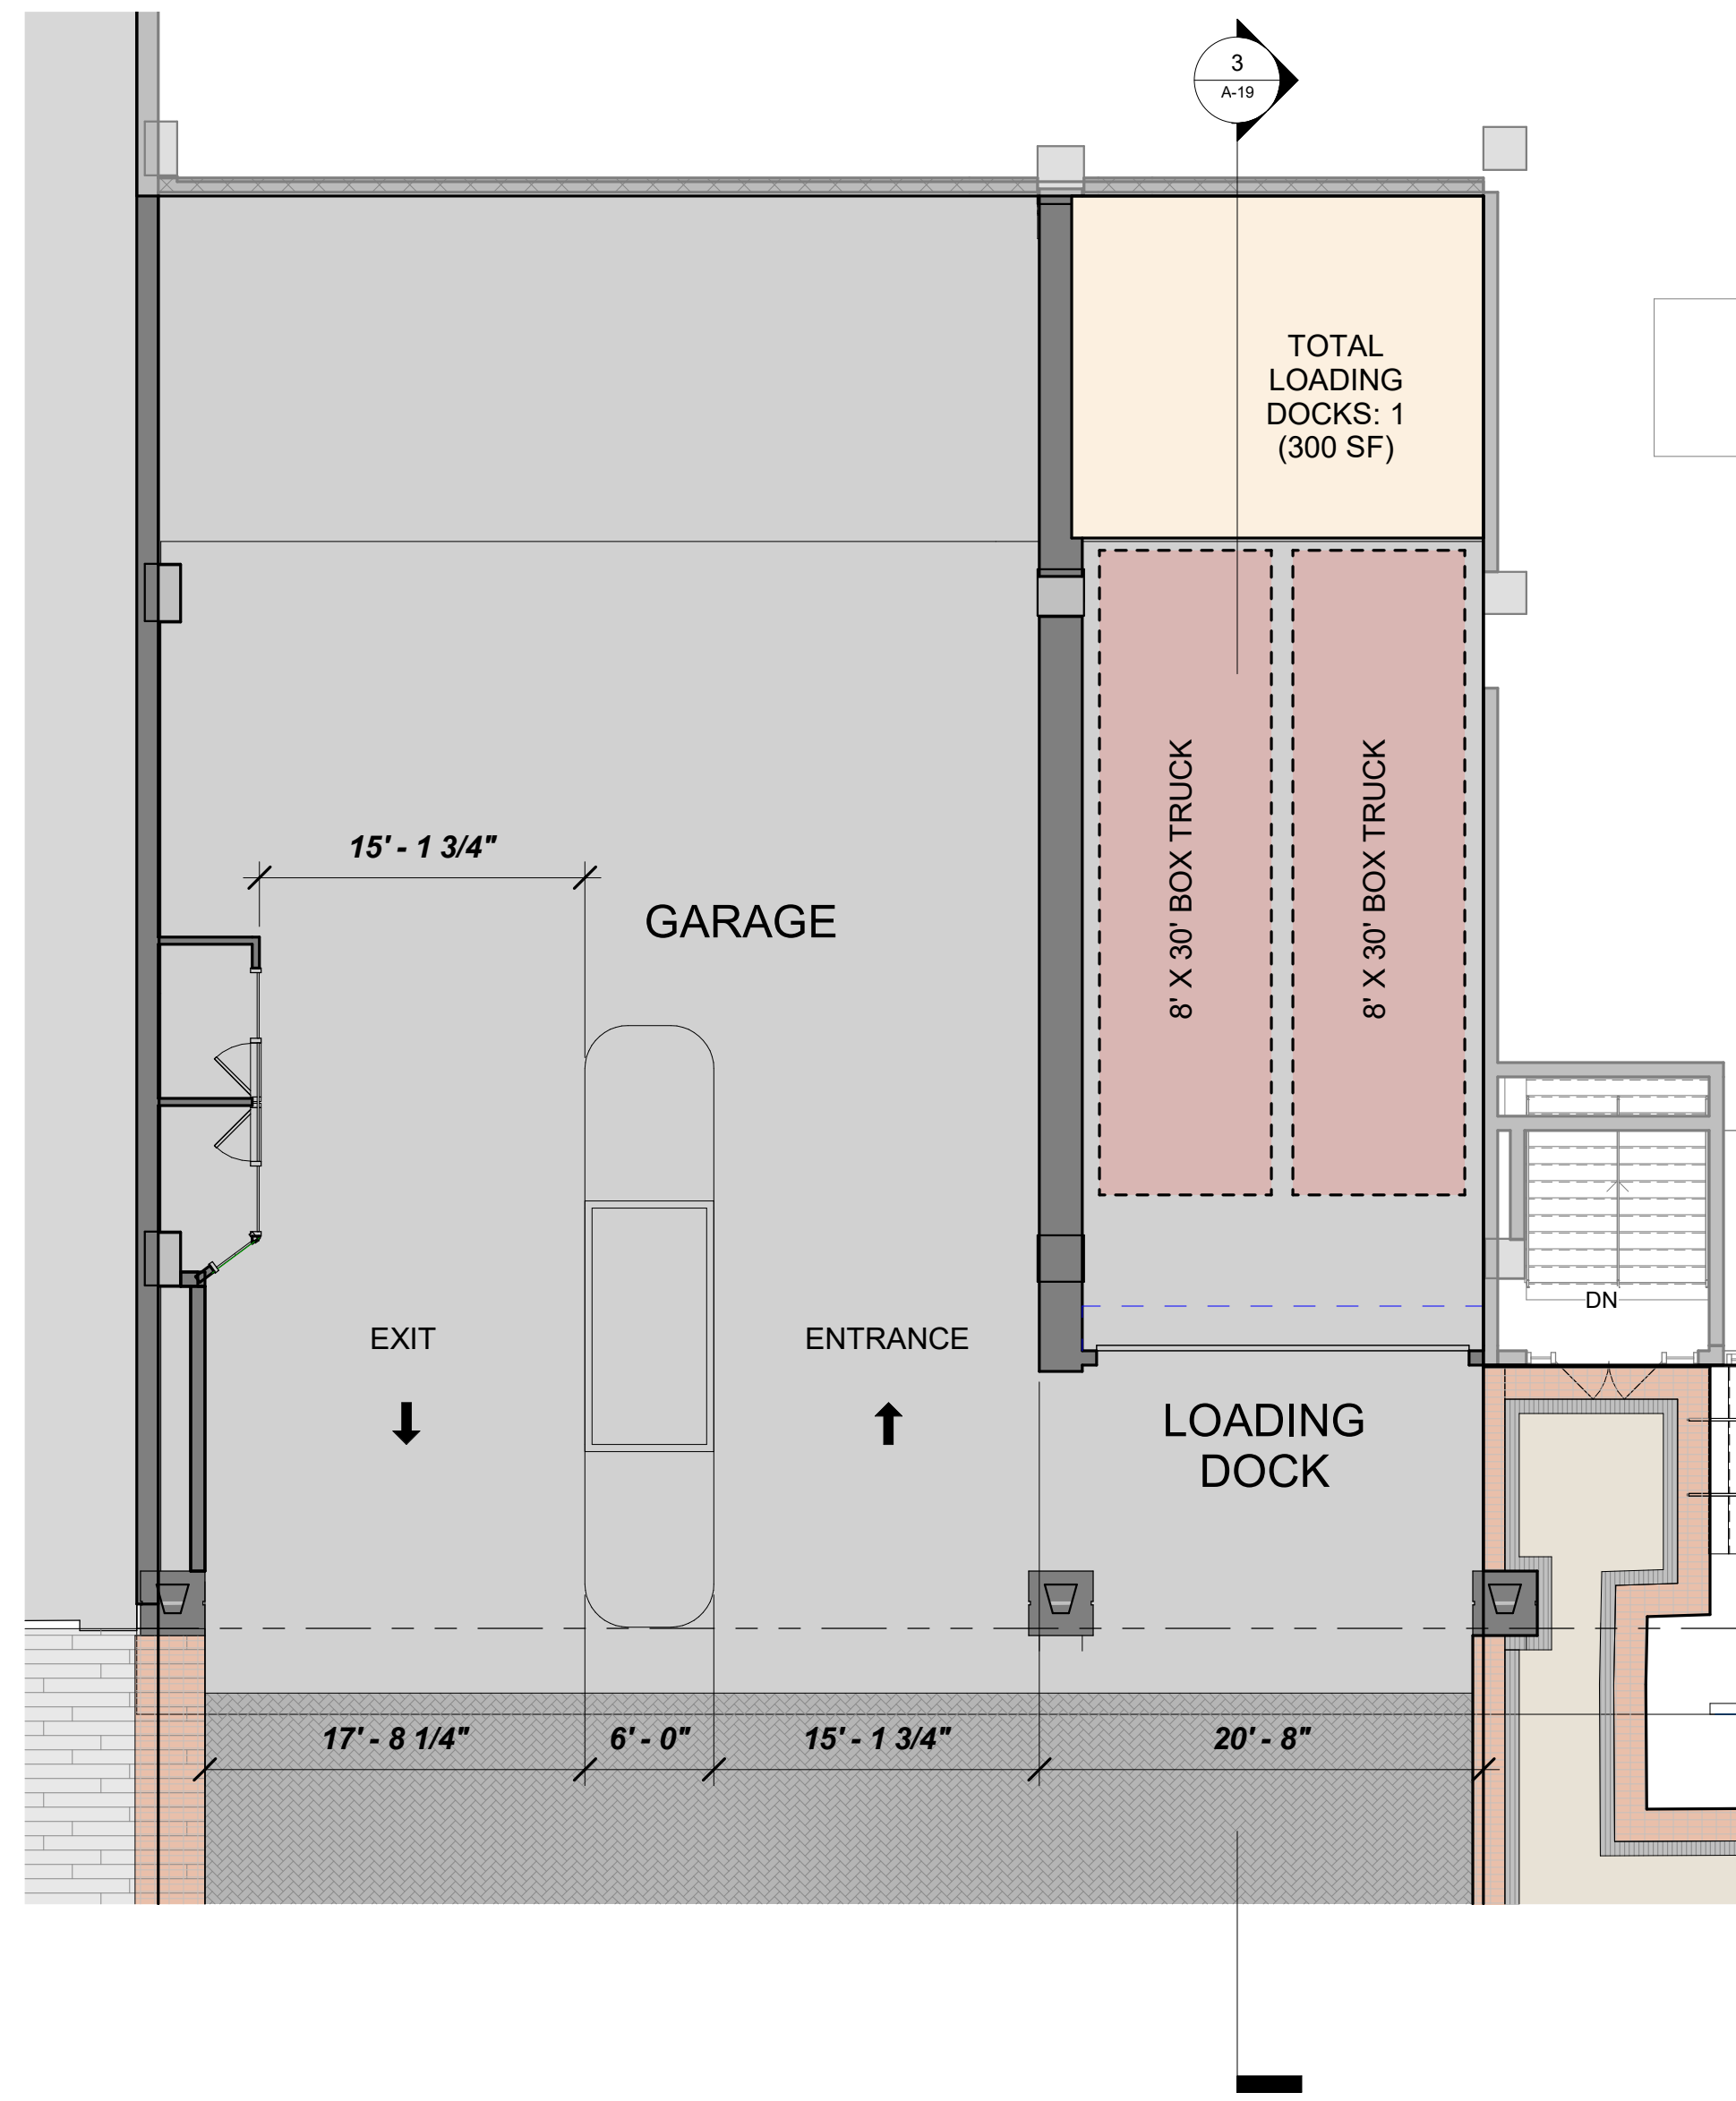 3
A-19
TOTAL
LOADING
DOCKS: 1
(300 SF)
8' X 30' BOX TRUCK
8' X 30' BOX TRUCK
15' - 1 3/4"
GARAGE
DN
EXIT
ENTRANCE
LOADING
DOCK
17' - 8 1/4"
6' - 0"
15' - 1 3/4"
20' - 8"